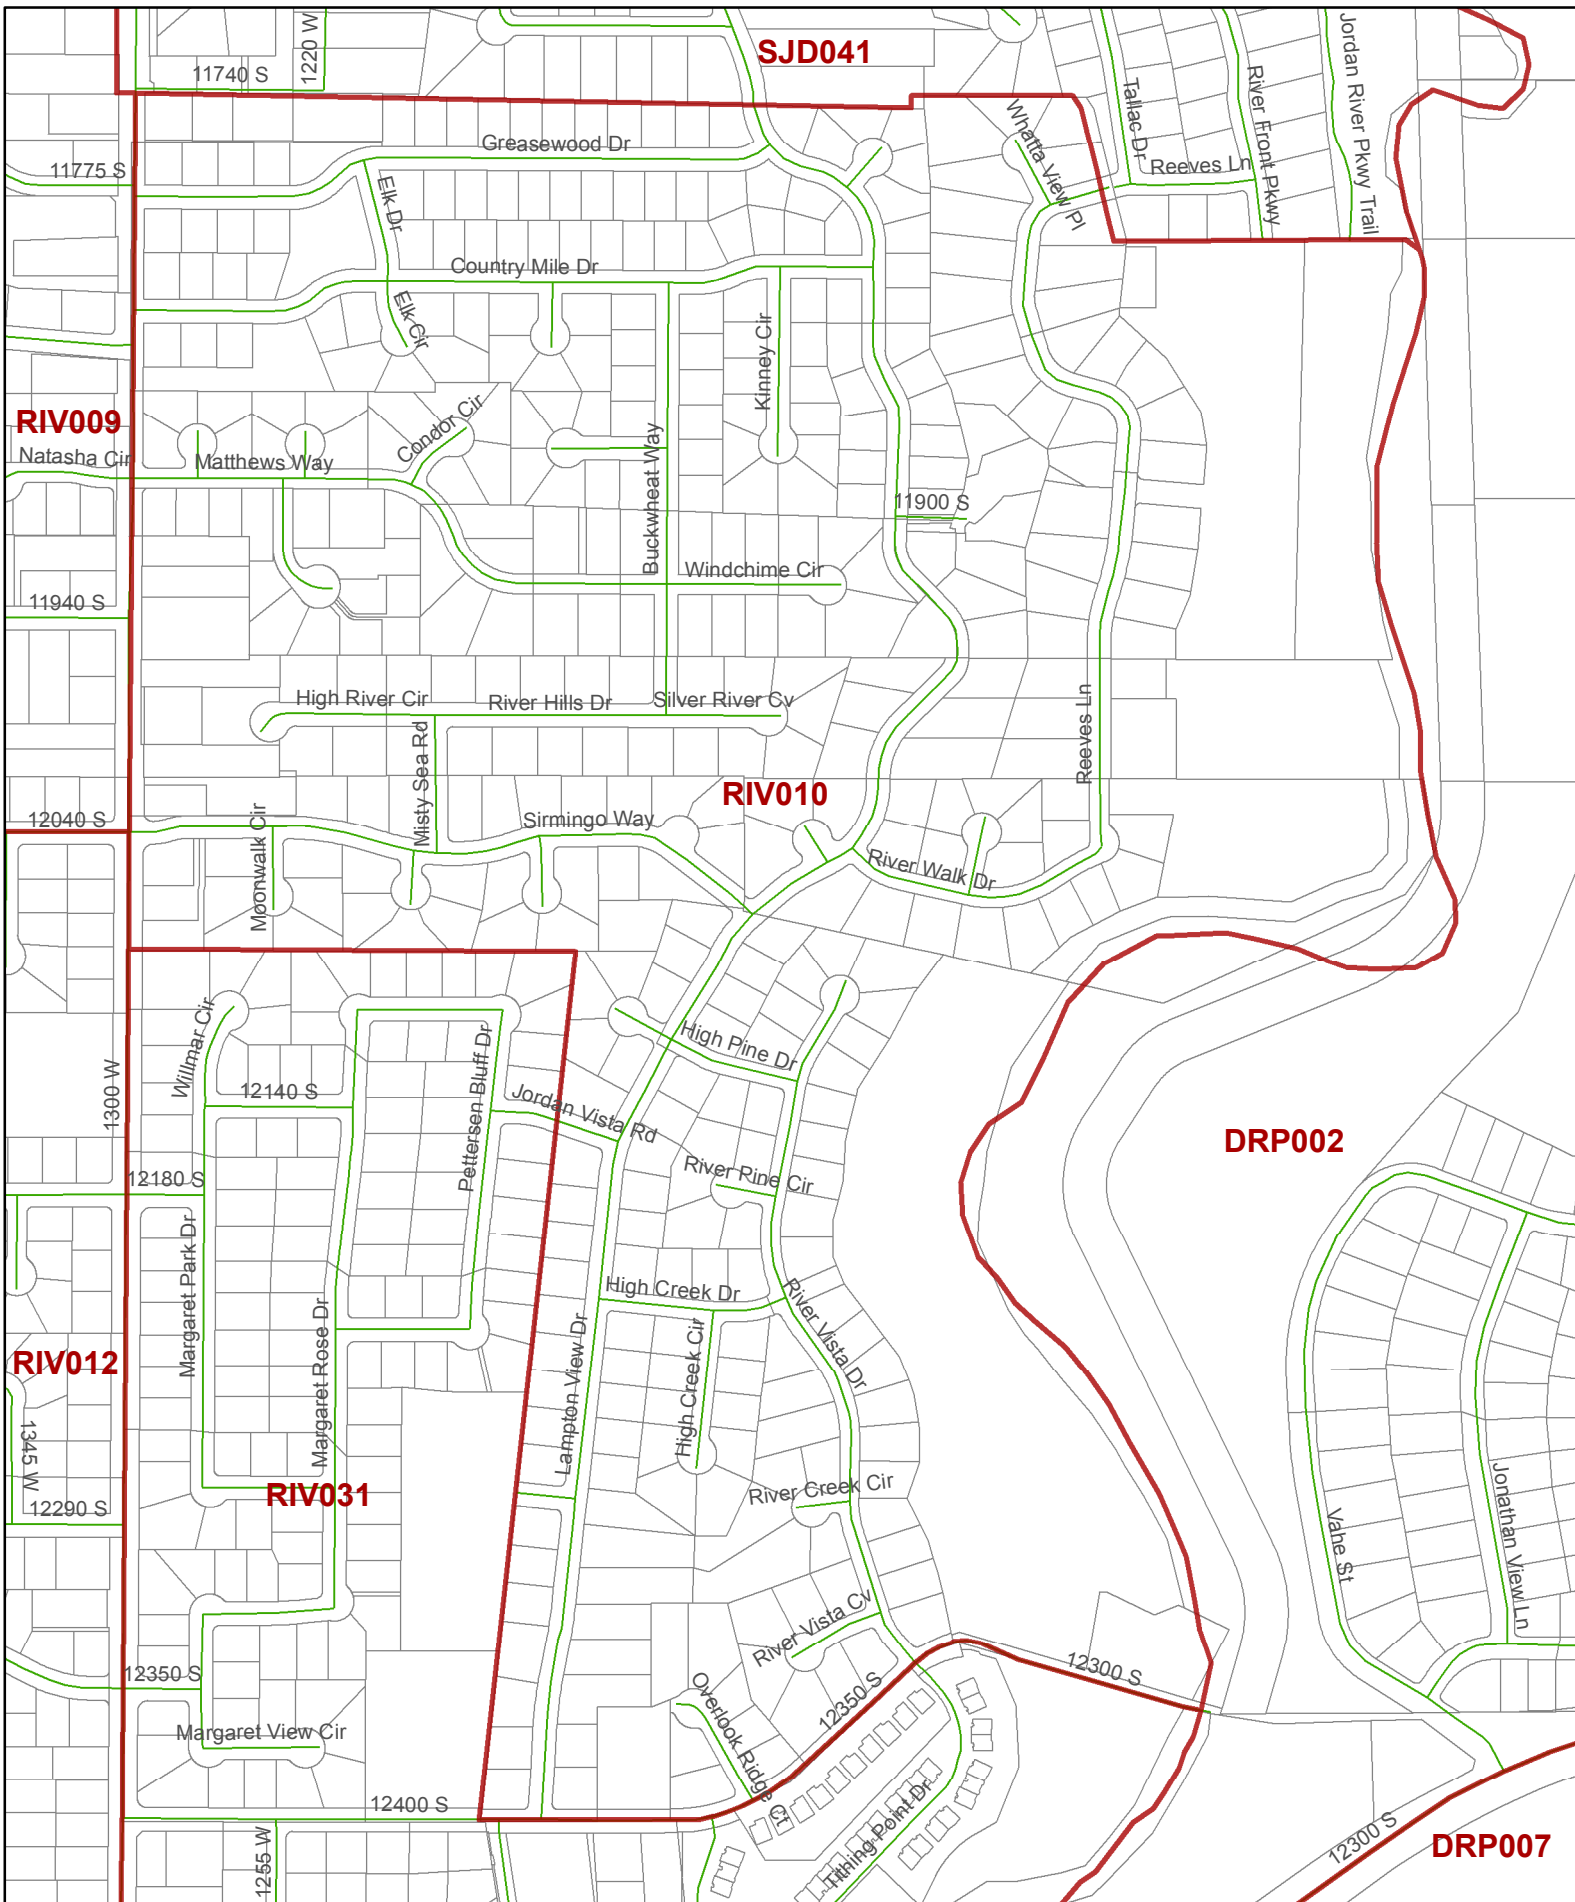 SJD041
11740 S
1220 W
Tallac Dr
River Front Pkwy
Jordan River Pkwy Trail
Whatta View Pl
Reeves Ln
Greasewood Dr
11775 S
Elk Dr
Country Mile Dr
Elk Cir
Kinney Cir
RIV009
Natasha Cir
Matthews Way
Condor Cir
Buckwheat Way
11900 S
Windchime Cir
11940 S
High River Cir
River Hills Dr
Silver River Cv
Misty Sea Rd
Reeves Ln
RIV010
12040 S
Moonwalk Cir
Sirmingo Way
River Walk Dr
Willmar Cir
1300 W
12140 S
Pettersen Bluff Dr
High Pine Dr
Jordan Vista Rd
DRP002
12180 S
River Pine Cir
Margaret Park Dr
Margaret Rose Dr
High Creek Dr
River Vista Dr
RIV012
High Creek Cir
Lampton View Dr
1345 W
RIV031
River Creek Cir
12290 S
Vahe St
Jonathan View Ln
River Vista Cv
12350 S
12300 S
Overlook Ridge Ct
12350 S
Margaret View Cir
12400 S
Tithing Point Dr
1255 W
12300 S
DRP007